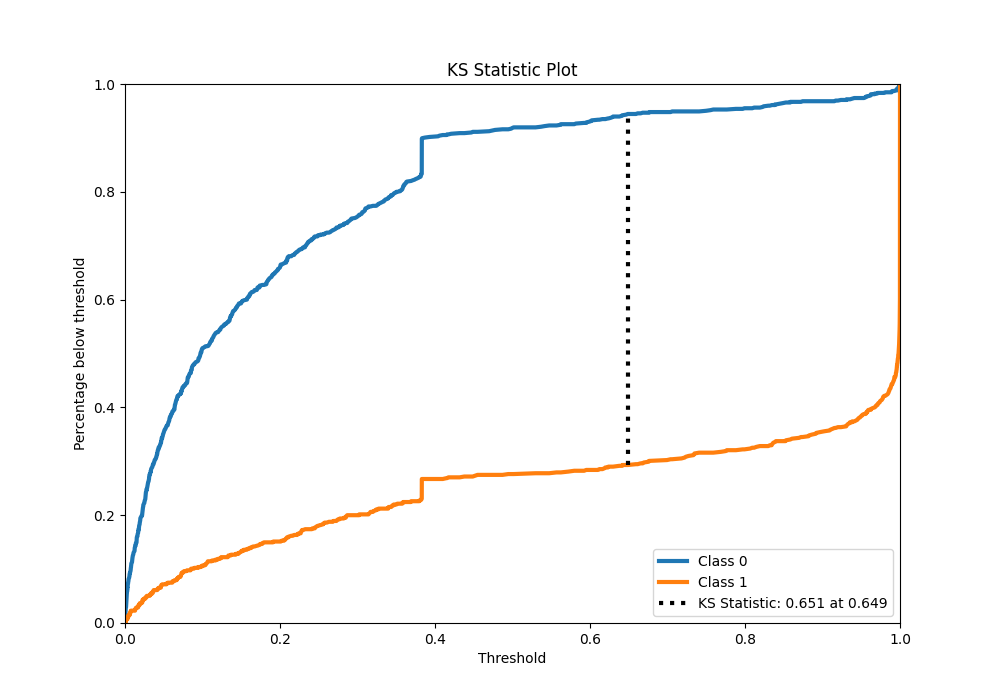 KS Statistic Plot
1.0
0.8
0.6
0.4
0.2
0.0
Percentage below threshold
0.0 0.2 0.4 0.6 0.8 1.0
Threshold
Class 0
Class 1
KS Statistic: 0.651 at 0.649